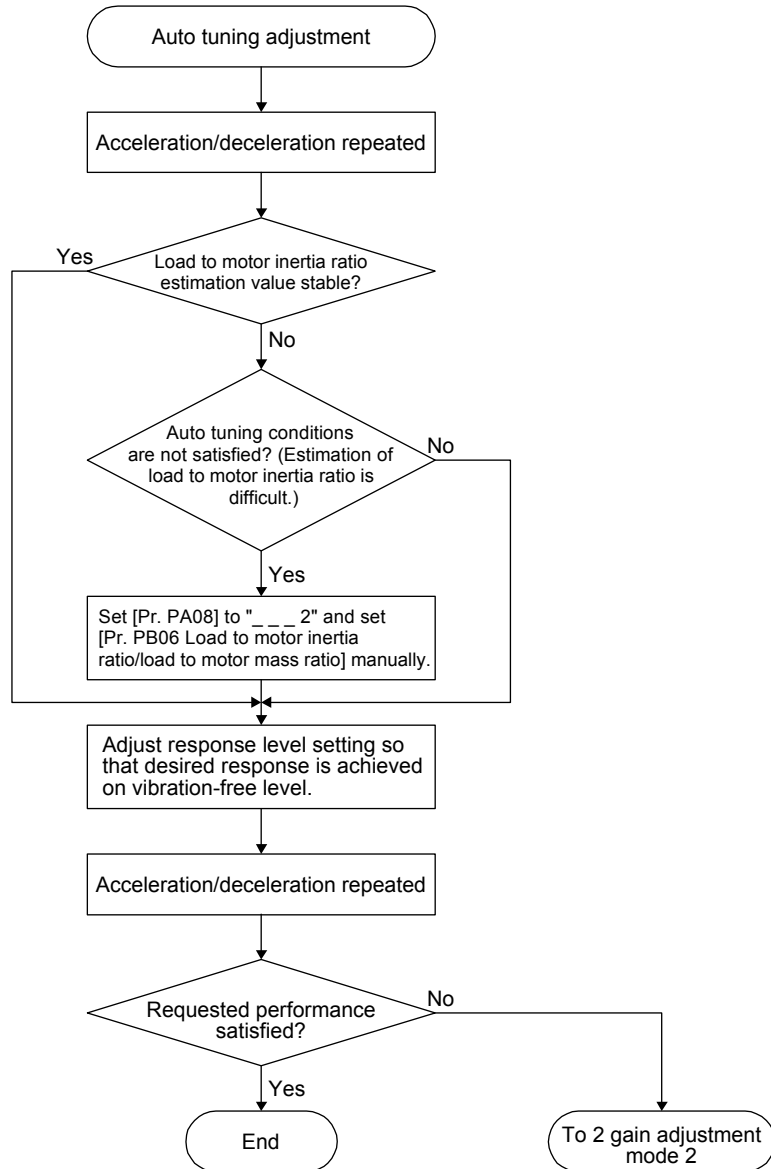 Auto tuning adjustment
Acceleration/deceleration repeated
Yes
Load to motor inertia ratio
estimation value stable?
No
Auto tuning conditions
are not satisfied? (Estimation of
load to motor inertia ratio is
difficult.)
No
Yes
Set [Pr. PA08] to "_ _ _ 2" and set
[Pr. PB06 Load to motor inertia
ratio/load to motor mass ratio] manually.
Adjust response level setting so
that desired response is achieved
on vibration-free level.
Acceleration/deceleration repeated
Requested performance
satisfied?
No
Yes
End
To 2 gain adjustment
mode 2